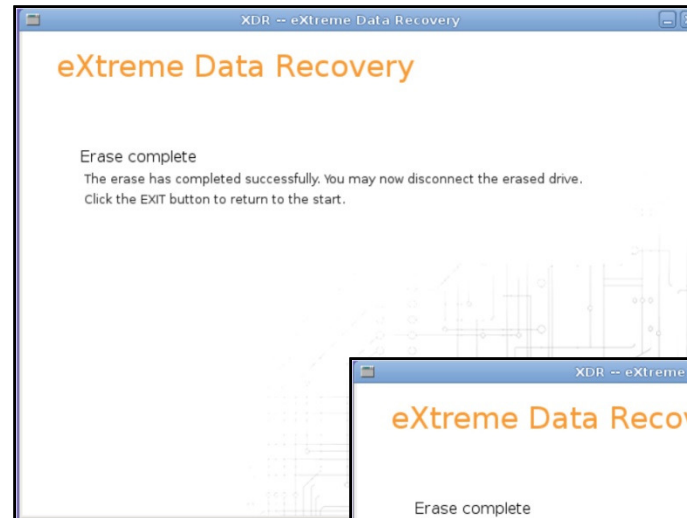 XDR -- eXtreme Data Recovery
eXtreme Data Recovery
Erase complete
The erase has completed successfully. You may now disconnect the erased drive.
Click the EXIT button to return to the start.
XDR -- eXtreme
eXtreme Data Reco
Erase complete